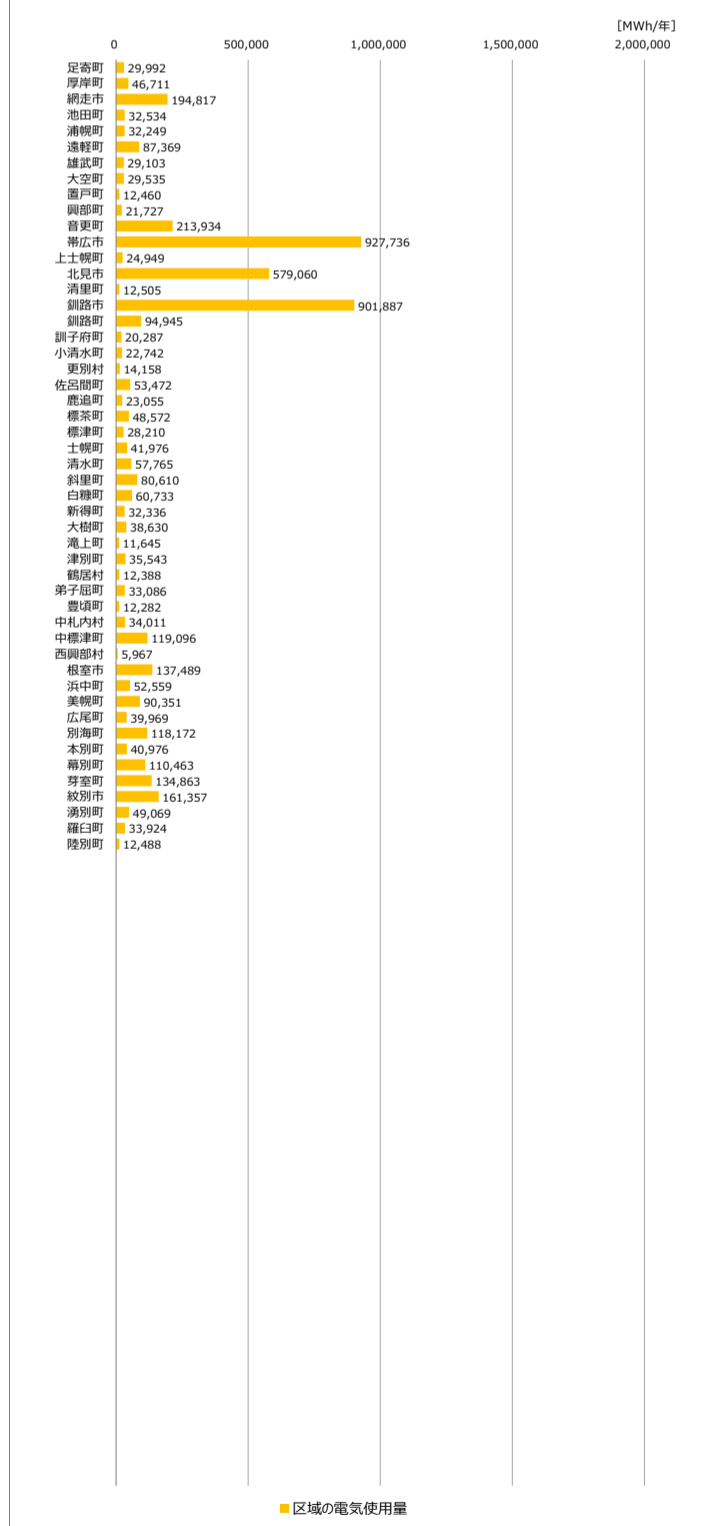 [MWh/年]
0 500,000 1,000,000 1,500,000 2,000,000
足寄町 29,992
厚岸町 46,711
網走市 194,817
池田町 32,534
浦幌町 32,249
遠軽町 87,369
雄武町 29,103
大空町 29,535
置戸町 12,460
興部町 21,727
音更町 213,934
帯広市 927,736
上士幌町 24,949
北見市 579,060
清里町 12,505
釧路市 901,887
釧路町 94,945
訓子府町 20,287
小清水町 22,742
更別村 14,158
佐呂間町 53,472
鹿追町 23,055
標茶町 48,572
標津町 28,210
士幌町 41,976
清水町 57,765
斜里町 80,610
白糠町 60,733
新得町 32,336
大樹町 38,630
滝上町 11,645
津別町 35,543
鶴居村 12,388
弟子屈町 33,086
豊頃町 12,282
中札内村 34,011
中標津町 119,096
西興部村 5,967
根室市 137,489
浜中町 52,559
美幌町 90,351
広尾町 39,969
別海町 118,172
本別町 40,976
幕別町 110,463
芽室町 134,863
紋別市 161,357
湧別町 49,069
羅臼町 33,924
陸別町 12,488
区域の電気使用量